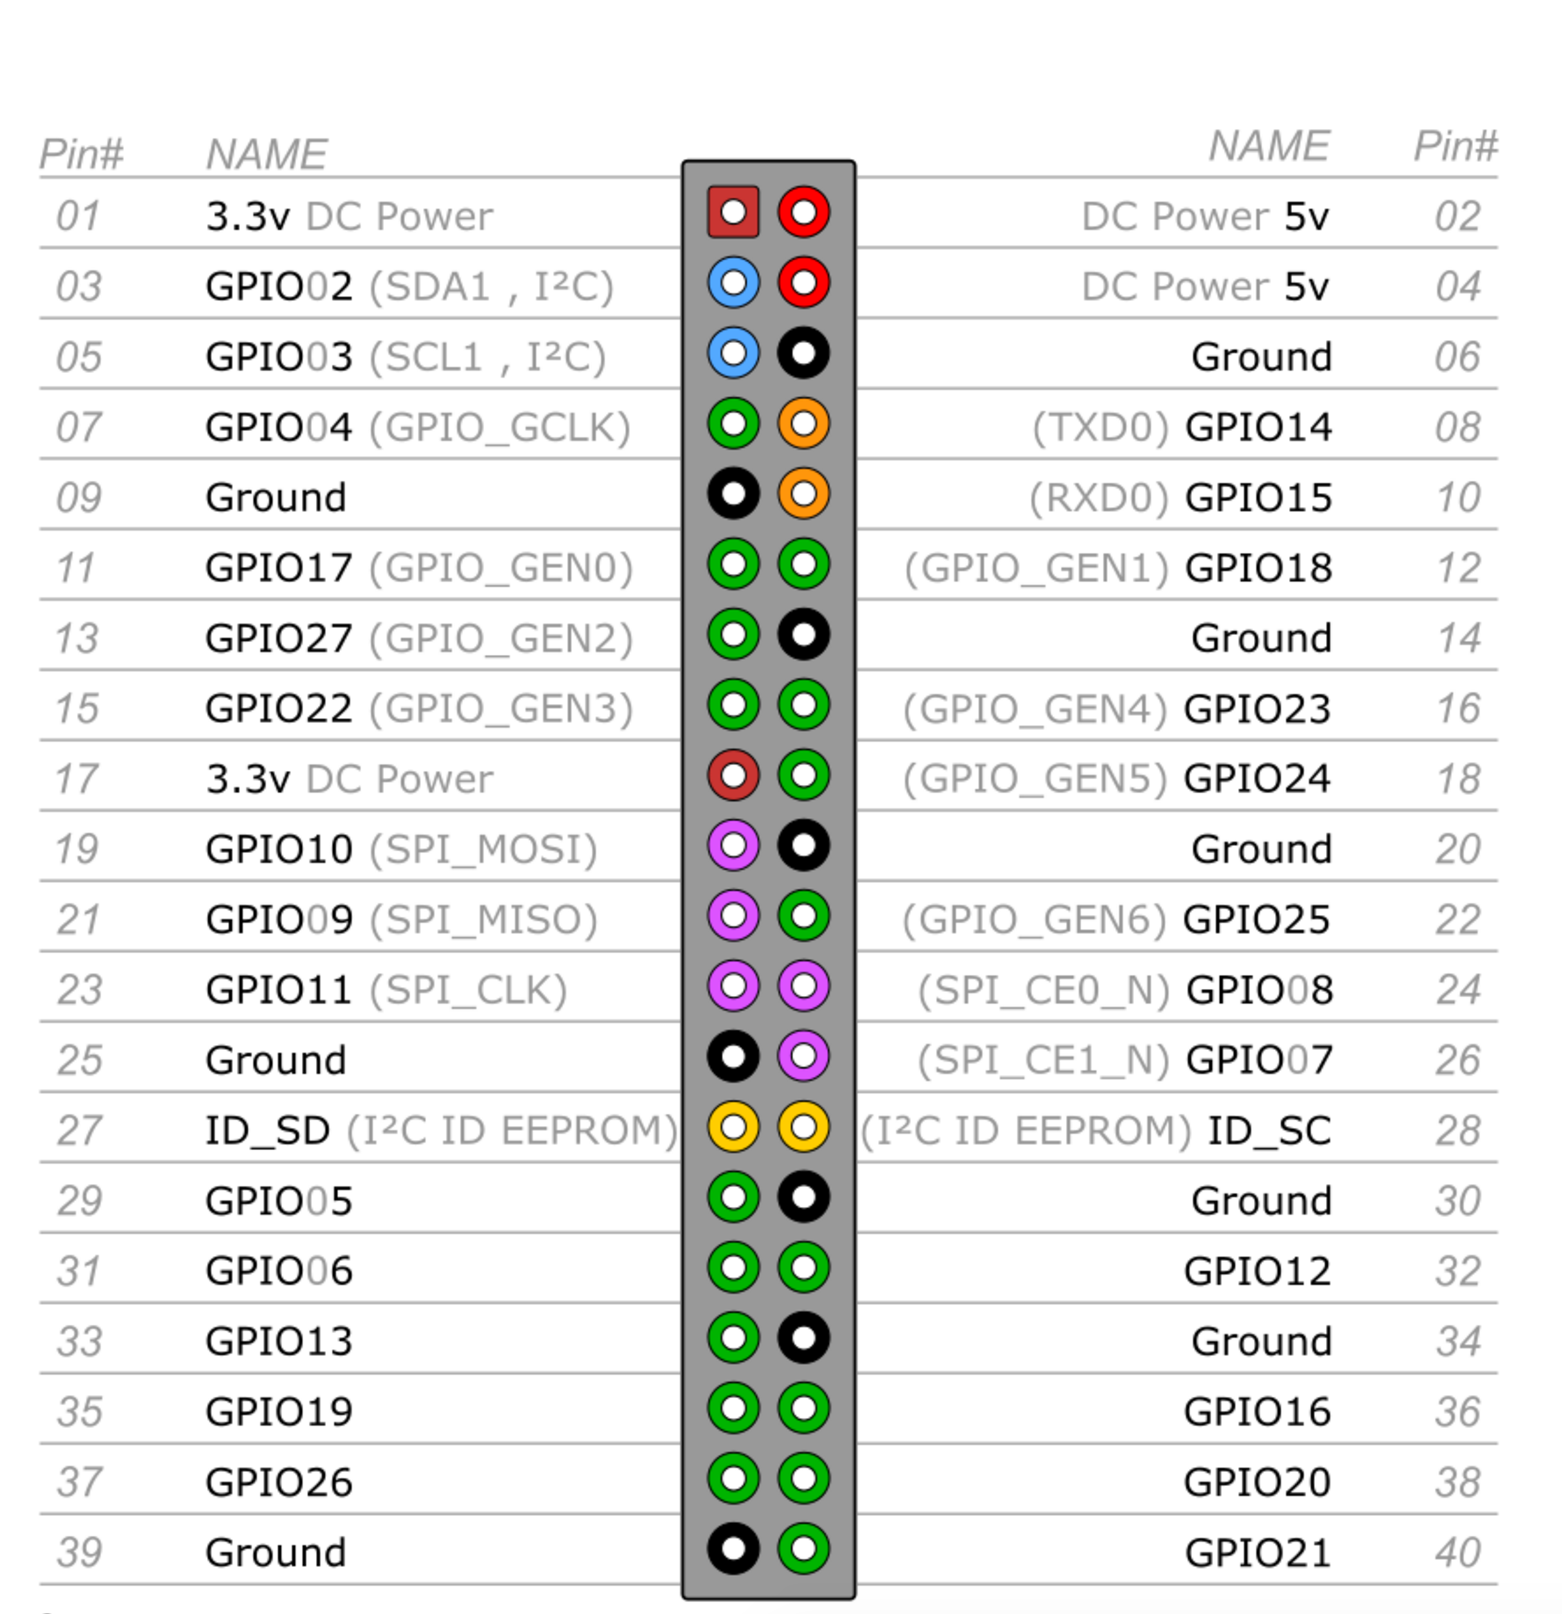 Pin# NAME NAME Pin#
01 3.3v DC Power DC Power 5v 02
03 GPIO02 (SDA1 , I²C) DC Power 5v 04
05 GPIO03 (SCL1 , I²C) Ground 06
07 GPIO04 (GPIO_GCLK) (TXD0) GPIO14 08
09 Ground (RXD0) GPIO15 10
11 GPIO17 (GPIO_GEN0) (GPIO_GEN1) GPIO18 12
13 GPIO27 (GPIO_GEN2) Ground 14
15 GPIO22 (GPIO_GEN3) (GPIO_GEN4) GPIO23 16
17 3.3v DC Power (GPIO_GEN5) GPIO24 18
19 GPIO10 (SPI_MOSI) Ground 20
21 GPIO09 (SPI_MISO) (GPIO_GEN6) GPIO25 22
23 GPIO11 (SPI_CLK) (SPI_CE0_N) GPIO08 24
25 Ground (SPI_CE1_N) GPIO07 26
27 ID_SD (I²C ID EEPROM) (I²C ID EEPROM) ID_SC 28
29 GPIO05 Ground 30
31 GPIO06 GPIO12 32
33 GPIO13 Ground 34
35 GPIO19 GPIO16 36
37 GPIO26 GPIO20 38
39 Ground GPIO21 40